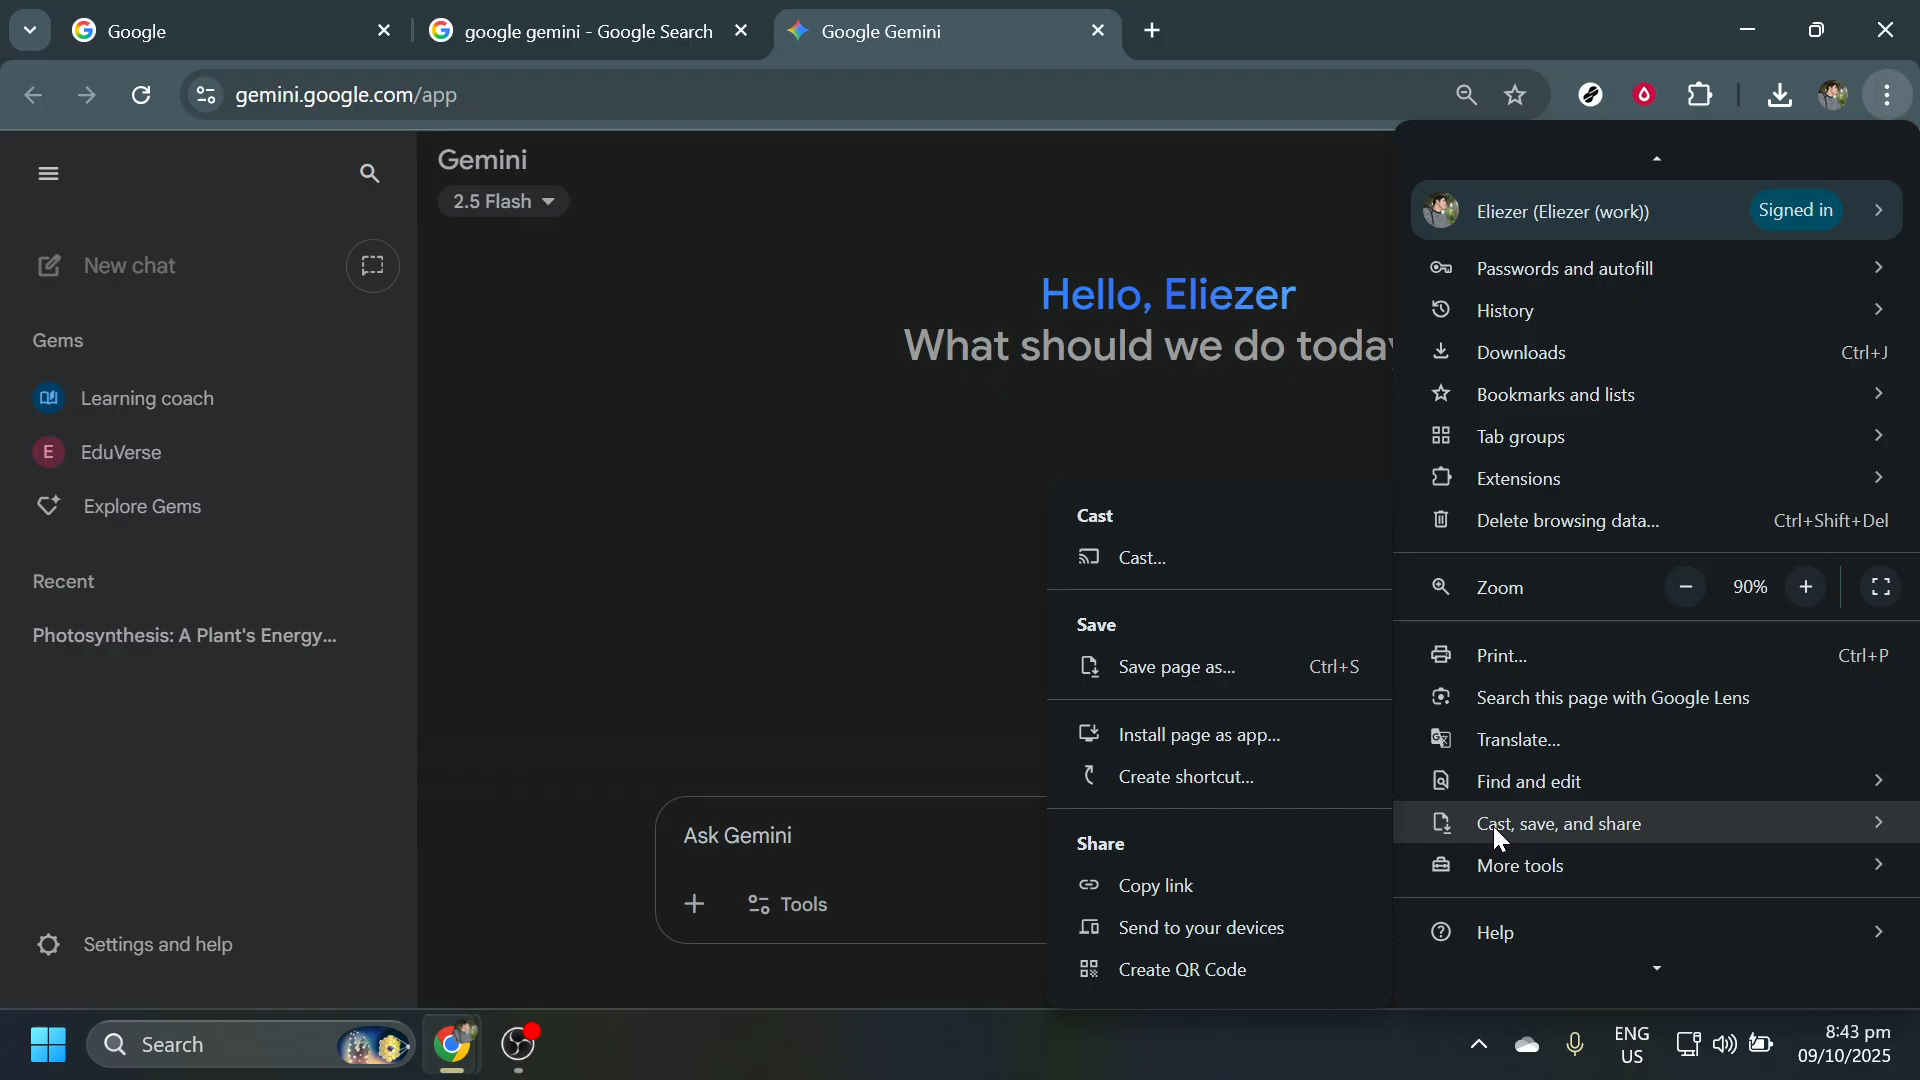 Google
google gemini - Google Search
Google Gemini
gemini.google.com/app
Gemini
2.5 Flash
New chat
Gems
Learning coach
E EduVerse
Explore Gems
Recent
Photosynthesis: A Plant's Energy...
Settings and help
Hello, Eliezer
What should we do today
Ask Gemini
Tools
Cast
Cast...
Save
Save page as... Ctrl+S
Install page as app...
Create shortcut...
Share
Copy link
Send to your devices
Create QR Code
Eliezer (Eliezer (work)) Signed in
Passwords and autofill
History
Downloads Ctrl+J
Bookmarks and lists
Tab groups
Extensions
Delete browsing data... Ctrl+Shift+Del
Zoom − 90% +
Print... Ctrl+P
Search this page with Google Lens
Translate...
Find and edit
Cast, save, and share
More tools
Help
Search
ENG
US
8:43 pm
09/10/2025